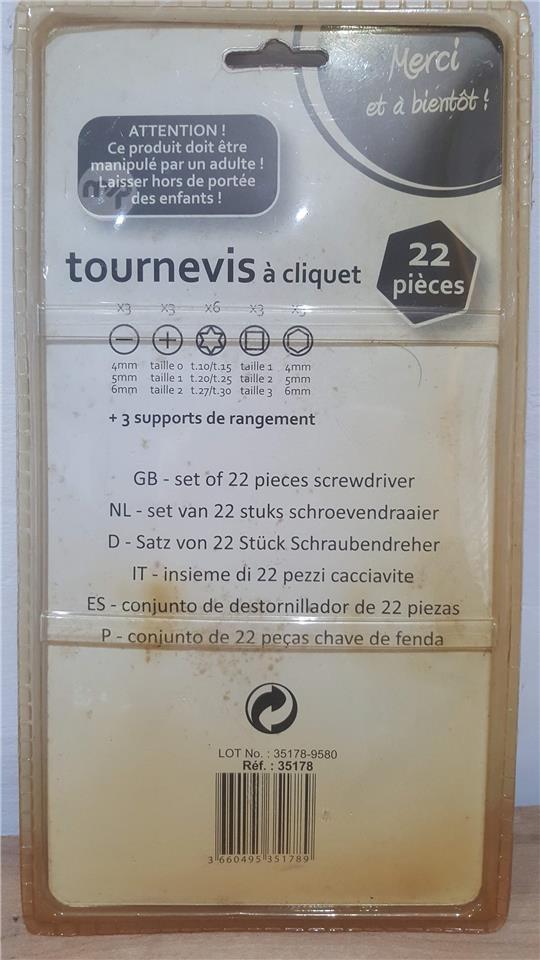 Merci
et à bientôt !
ATTENTION !
Ce produit doit être
manipulé par un adulte !
Laisser hors de portée
des enfants !
tournevis à cliquet
22
pièces
x3 x3 x6 x3 x3
4mm taille 0 t.10/t.15 taille 1 4mm
5mm taille 1 t.20/t.25 taille 2 5mm
6mm taille 2 t.27/t.30 taille 3 6mm
+ 3 supports de rangement
GB - set of 22 pieces screwdriver
NL - set van 22 stuks schroevendraaier
D - Satz von 22 Stück Schraubendreher
IT - insieme di 22 pezzi cacciavite
ES - conjunto de destornillador de 22 piezas
P - conjunto de 22 peças chave de fenda
LOT No. : 35178-9580
Réf. : 35178
3 660495 351789